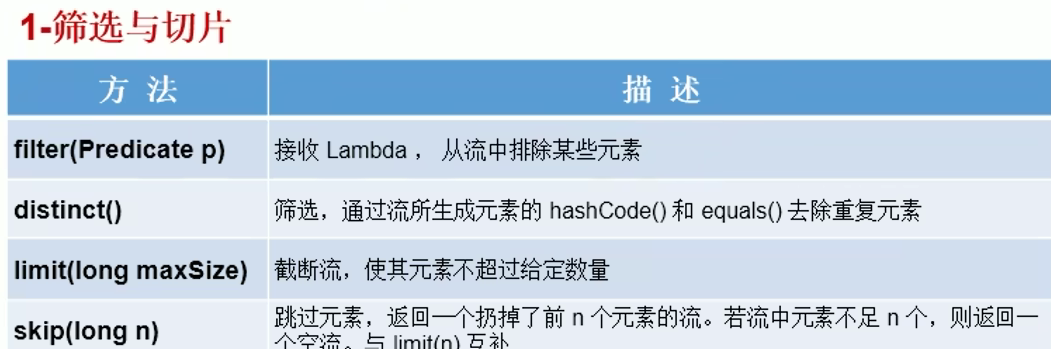 1-筛选与切片
方 法 描 述
filter(Predicate p) 接收 Lambda ， 从流中排除某些元素
distinct() 筛选，通过流所生成元素的 hashCode() 和 equals() 去除重复元素
limit(long maxSize) 截断流，使其元素不超过给定数量
skip(long n) 跳过元素，返回一个扔掉了前 n 个元素的流。若流中元素不足 n 个，则返回一
个空流。与 limit(n) 互补